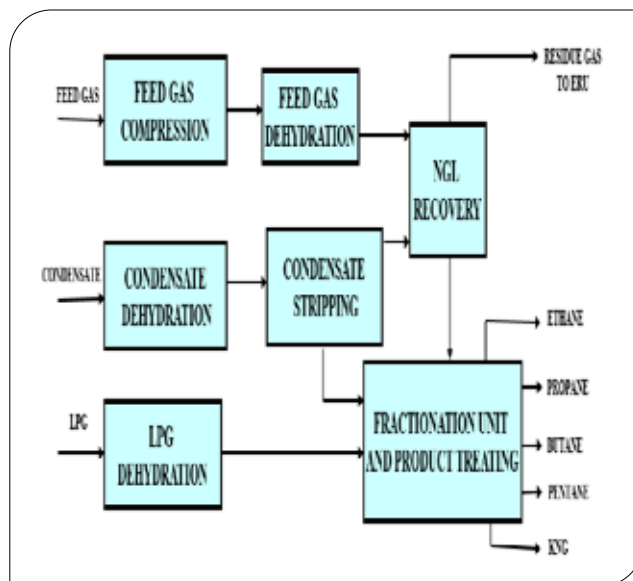 RESIDUE GAS
TO ERU
FEED GAS
FEED GAS
COMPRESSION
FEED GAS
DEHYDRATION
NGL
RECOVERY
CONDENSATE
CONDENSATE
DEHYDRATION
CONDENSATE
STRIPPING
ETHANE
PROPANE
LPG
LPG
DEHYDRATION
FRACTIONATION UNIT
AND PRODUCT TREATING
BUTANE
PENTANE
KNG